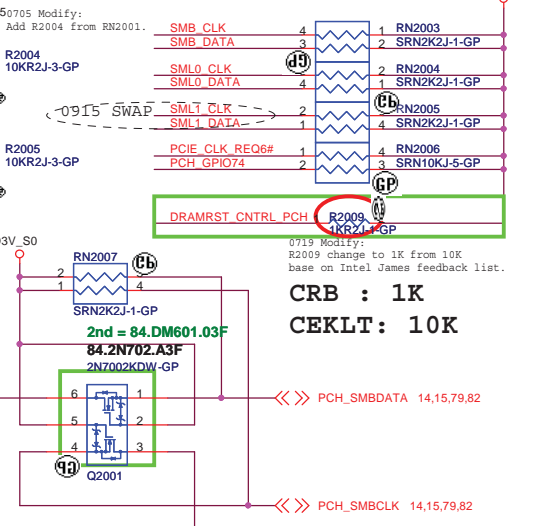 5 0705 Modify:
Add R2004 from RN2001.
R2004
10KR2J-3-GP
R2005
10KR2J-3-GP
SMB_CLK 4 1 RN2003
SMB_DATA 3 2 SRN2K2J-1-GP
GP
SML0_CLK 1 2 RN2004
SML0_DATA 4 SRN2K2J-1-GP
0915 SWAP
SML1_CLK 2 RN2005
SML1_DATA 1 4 SRN2K2J-1-GP
PCIE_CLK_REQ6# 1 4 RN2006
PCH_GPIO74 2 3 SRN10KJ-5-GP
GP
DRAMRST_CNTRL_PCH 1 R2009
1KR2J-1-GP
0719 Modify:
R2009 change to 1K from 10K
base on Intel James feedback list.
CRB : 1K
CEKLT: 10K
3V_S0
RN2007
2
1 4
SRN2K2J-1-GP
2nd = 84.DM601.03F
84.2N702.A3F
2N7002KDW-GP
6 1
5 2
4 3
GP
Q2001
PCH_SMBDATA 14,15,79,82
PCH_SMBCLK 14,15,79,82